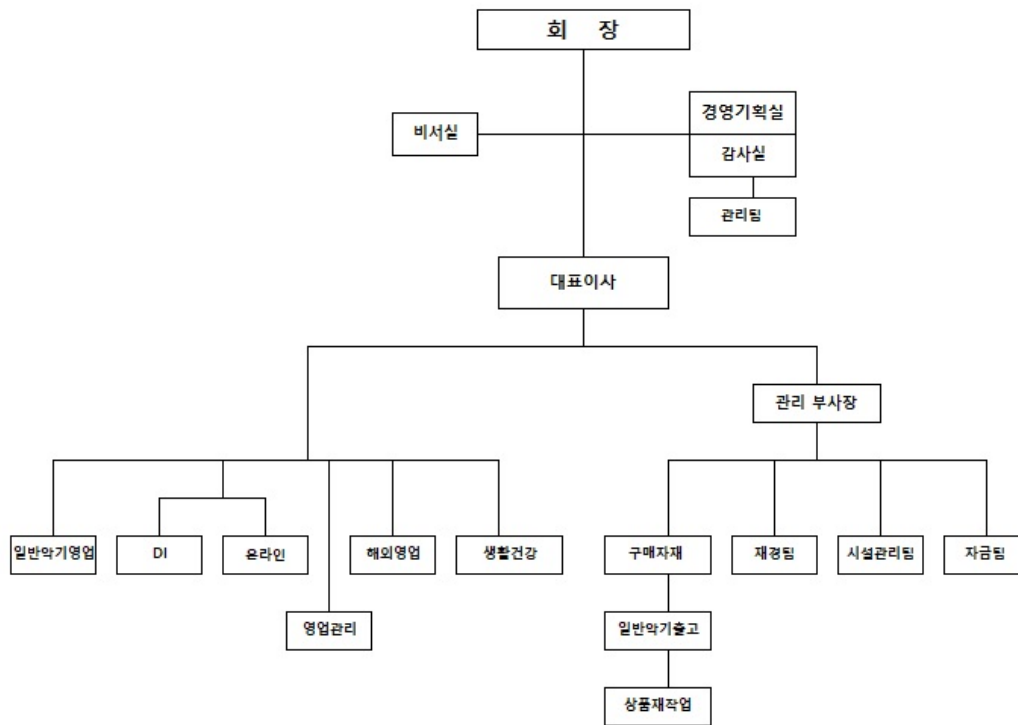 회 장
비서실
경영기획실
감사실
관리팀
대표이사
관리 부사장
일반악기영업
DI
온라인
해외영업
생활건강
구매자재
재경팀
시설관리팀
자금팀
영업관리
일반악기출고
상품재작업